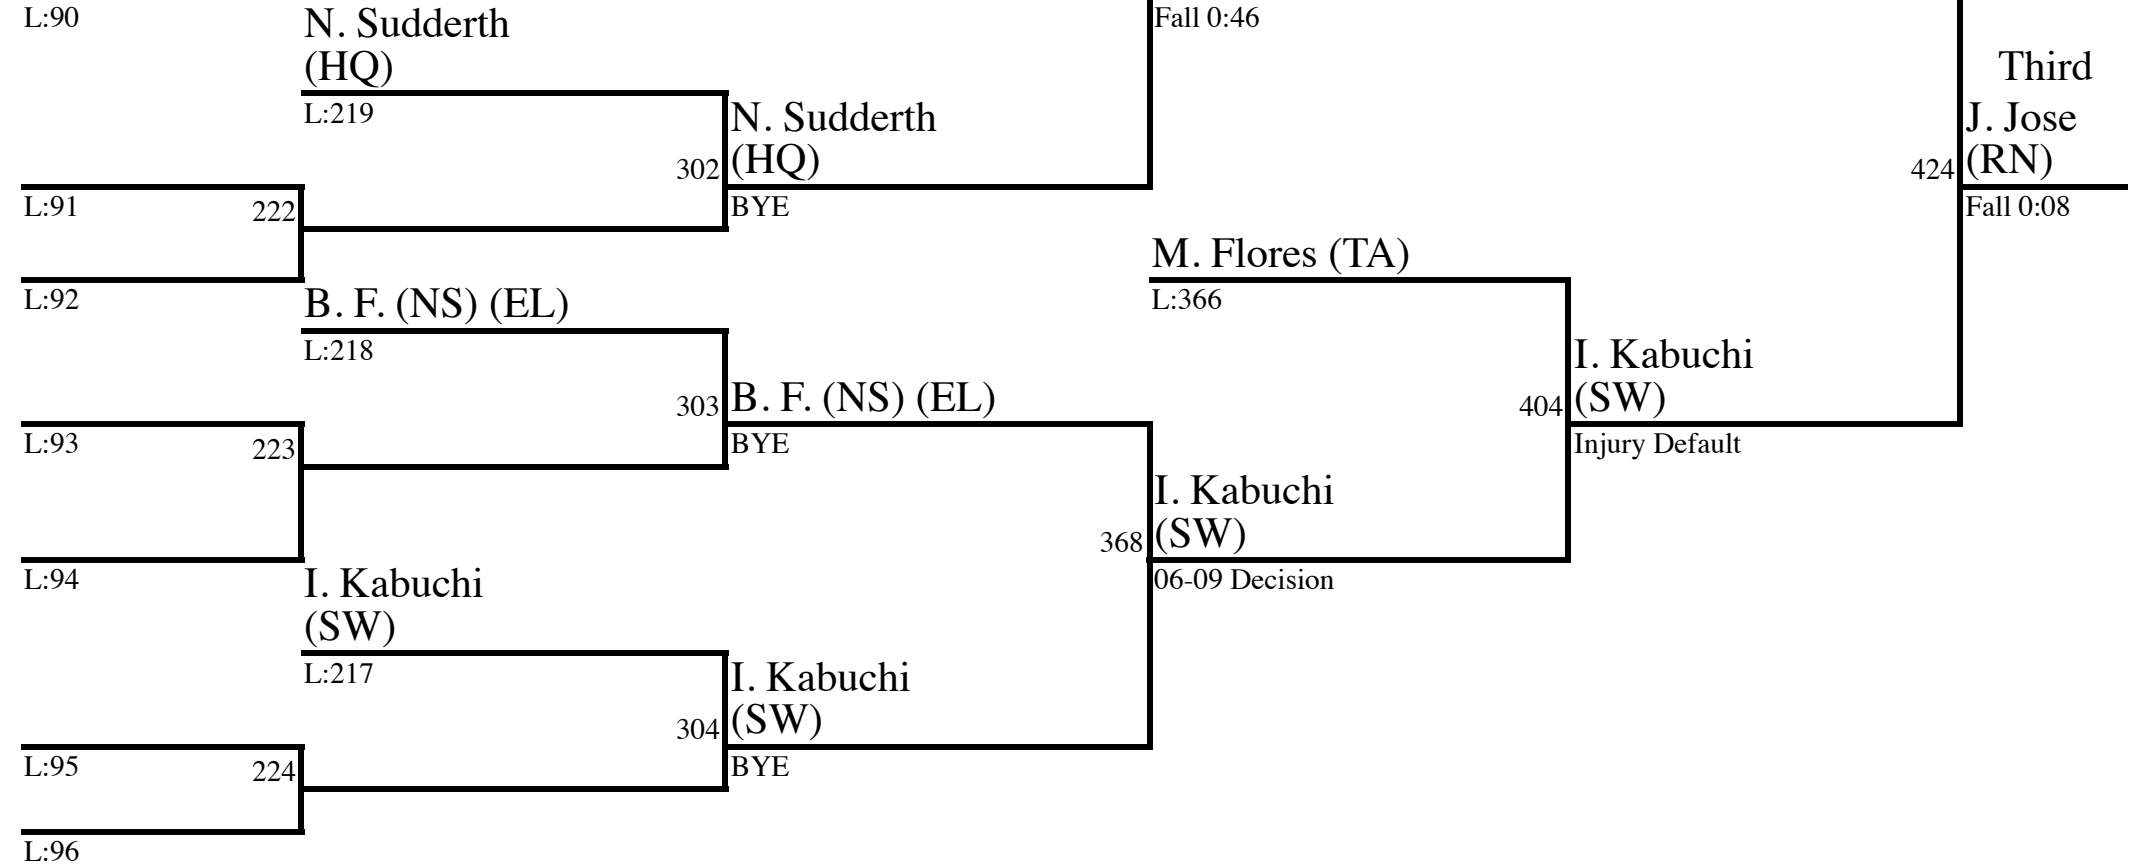 L:90
N. Sudderth
(HQ)
L:219
302
N. Sudderth
(HQ)
BYE
Fall 0:46
L:91
222
L:92
B. F. (NS) (EL)
L:218
303
B. F. (NS) (EL)
BYE
L:93
223
L:94
I. Kabuchi
(SW)
L:217
304
I. Kabuchi
(SW)
BYE
L:95
224
L:96
368
I. Kabuchi
(SW)
06-09 Decision
M. Flores (TA)
L:366
404
I. Kabuchi
(SW)
Injury Default
Third
424
J. Jose
(RN)
Fall 0:08